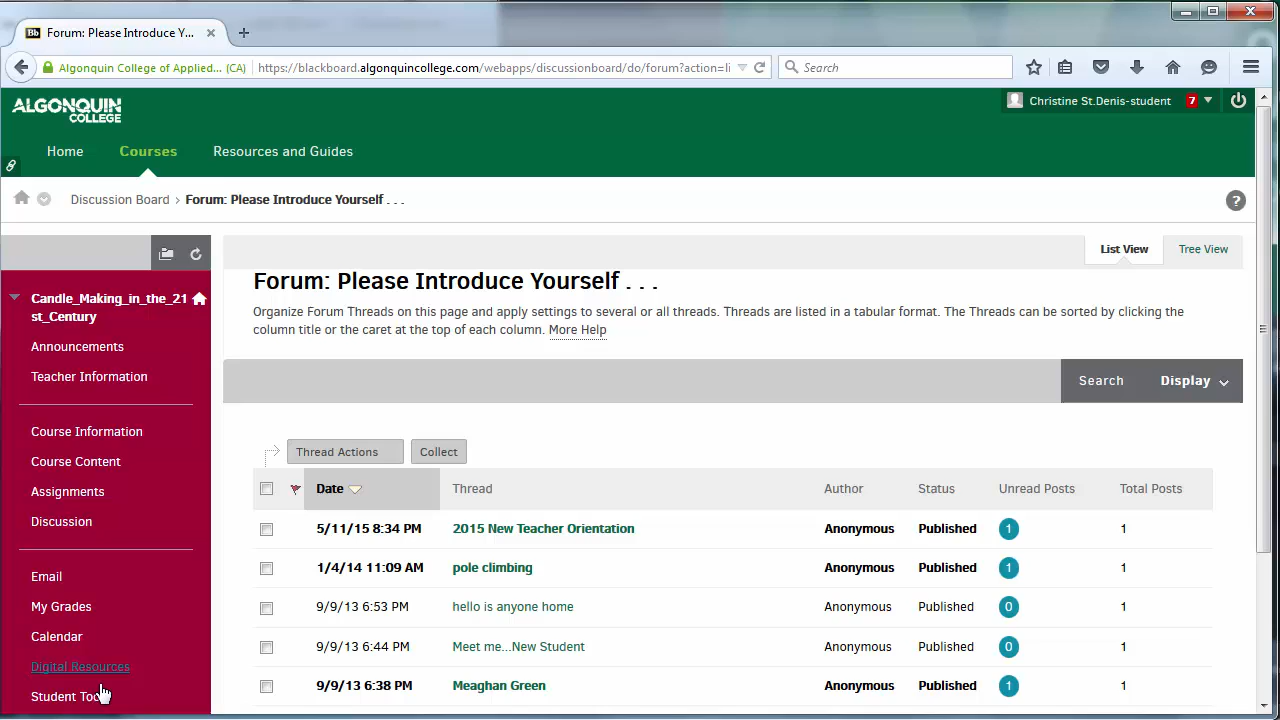 Bb Forum: Please Introduce Y...
Algonquin College of Applied... (CA) https://blackboard.algonquincollege.com/webapps/discussionboard/do/forum?action=li Search
ALGONQUIN
COLLEGE
Christine St.Denis-student 7
Home Courses Resources and Guides
Discussion Board > Forum: Please Introduce Yourself . . . ?
List View Tree View
Forum: Please Introduce Yourself . . .
Organize Forum Threads on this page and apply settings to several or all threads. Threads are listed in a tabular format. The Threads can be sorted by clicking the
column title or the caret at the top of each column. More Help
Search Display
Candle_Making_in_the_21
st_Century
Announcements
Teacher Information
Course Information
Course Content
Assignments
Discussion
Email
My Grades
Calendar
Digital Resources
Student
Thread Actions Collect
Date Thread Author Status Unread Posts Total Posts
5/11/15 8:34 PM 2015 New Teacher Orientation Anonymous Published 1 1
1/4/14 11:09 AM pole climbing Anonymous Published 1 1
9/9/13 6:53 PM hello is anyone home Anonymous Published 0 1
9/9/13 6:44 PM Meet me...New Student Anonymous Published 0 1
9/9/13 6:38 PM Meaghan Green Anonymous Published 1 1